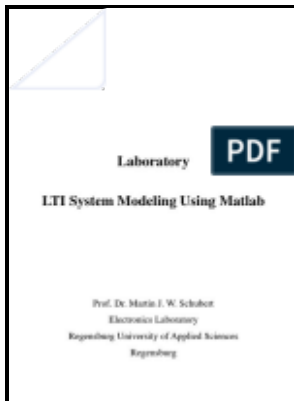 Laboratory
PDF
LTI System Modeling Using Matlab
Prof. Dr. Martin J. W. Schubert
Electronics Laboratory
Regensburg University of Applied Sciences
Regensburg